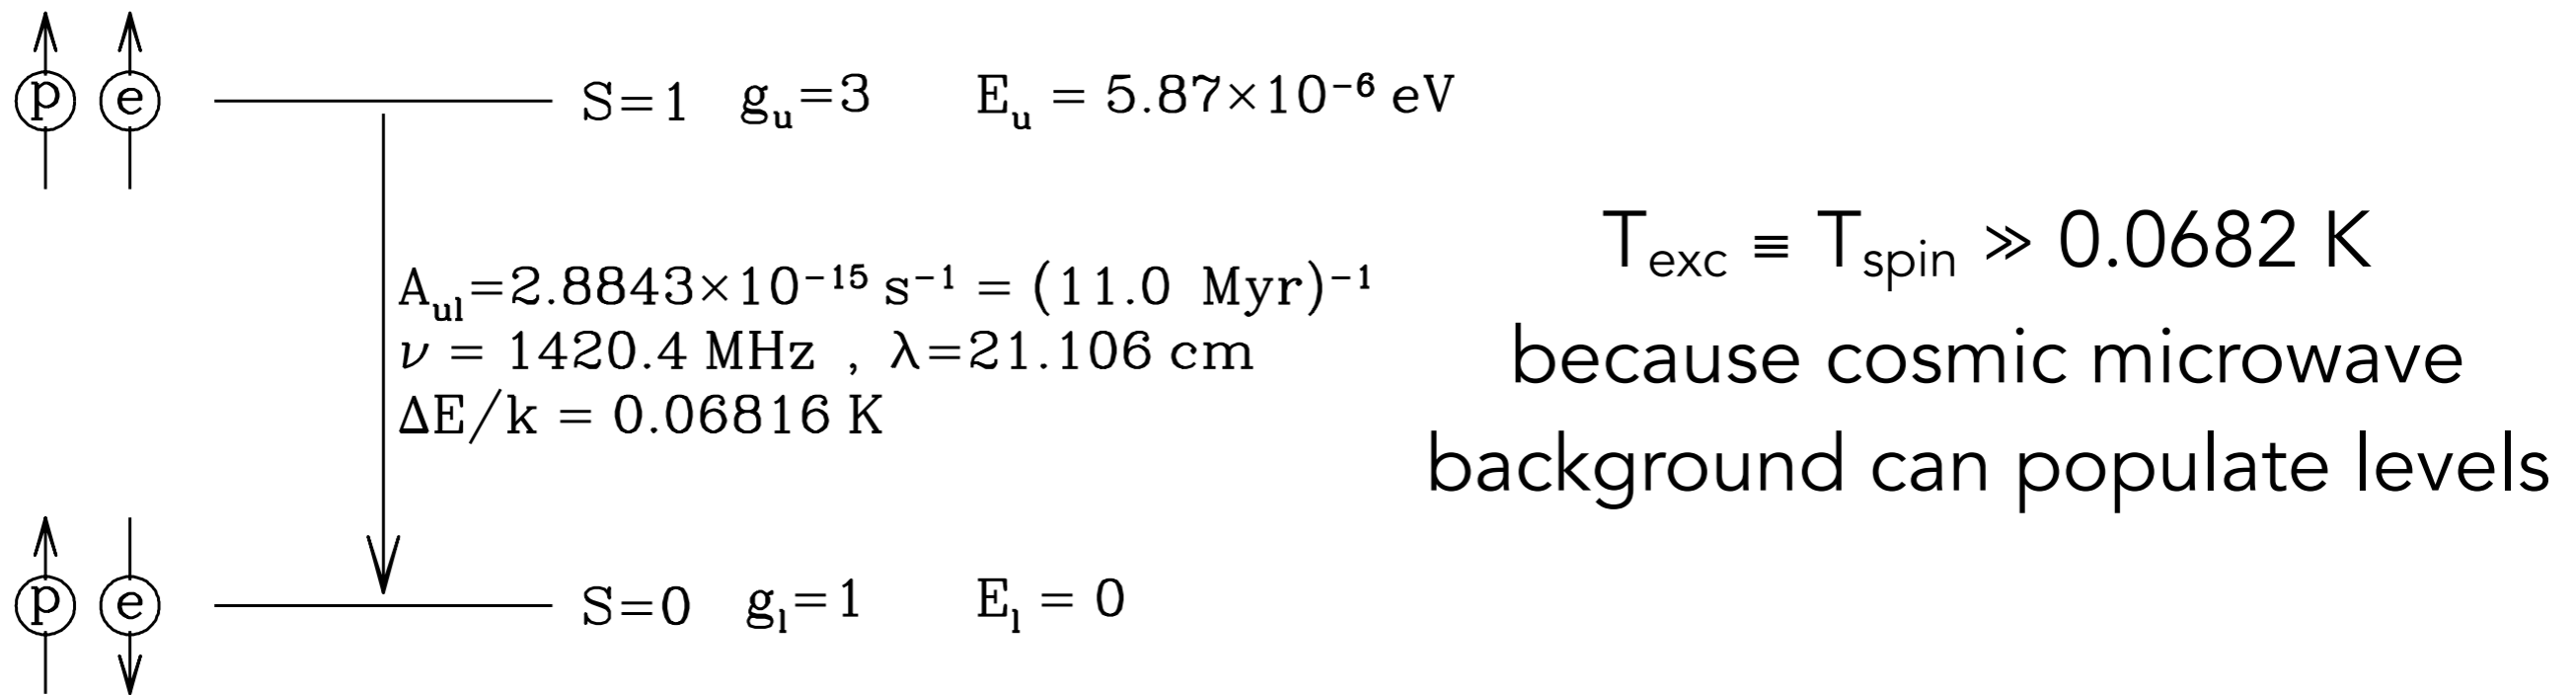 p e S=1 g_u=3 E_u = 5.87×10⁻⁶ eV
A_ul=2.8843×10⁻¹⁵ s⁻¹ = (11.0 Myr)⁻¹
ν = 1420.4 MHz , λ=21.106 cm
ΔE/k = 0.06816 K
p e S=0 g_l=1 E_l = 0
T_exc ≡ T_spin ≫ 0.0682 K
because cosmic microwave
background can populate levels